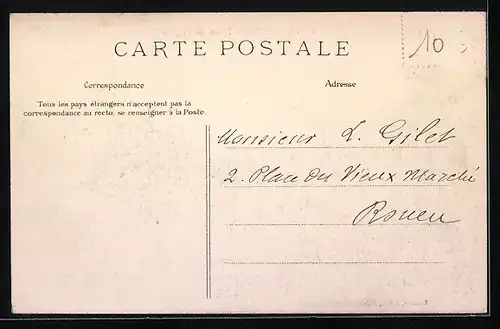 10
CARTE POSTALE
Correspondance
Adresse
Tous les pays étrangers n'acceptent pas la
correspondance au recto, se renseigner à la Poste.
Monsieur L. Gilet
2. Place du Vieux Marché
Rouen